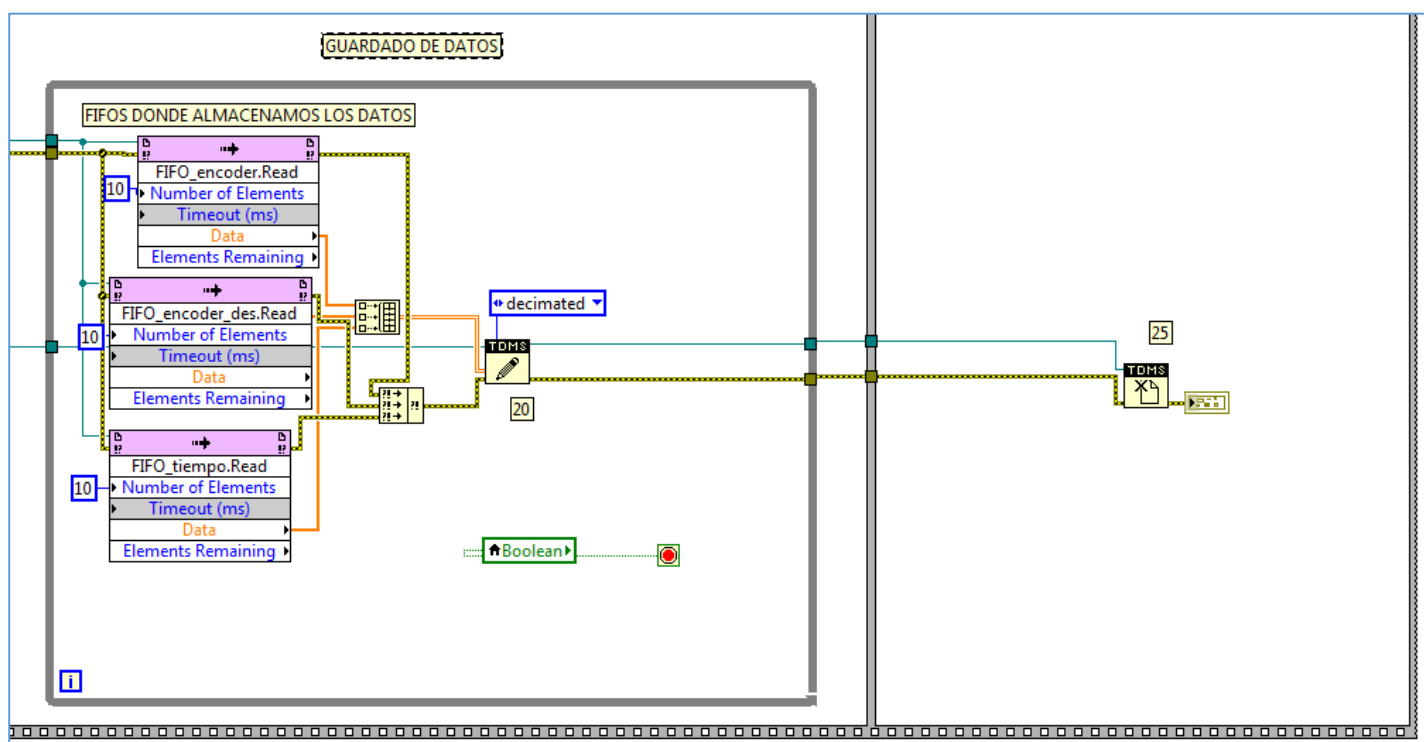 GUARDADO DE DATOS
FIFOS DONDE ALMACENAMOS LOS DATOS
FIFO_encoder.Read
10
Number of Elements
Timeout (ms)
Data
Elements Remaining
FIFO_encoder_des.Read
10
Number of Elements
Timeout (ms)
Data
Elements Remaining
FIFO_tiempo.Read
10
Number of Elements
Timeout (ms)
Data
Elements Remaining
decimated
TDMS
20
Boolean
i
25
TDMS